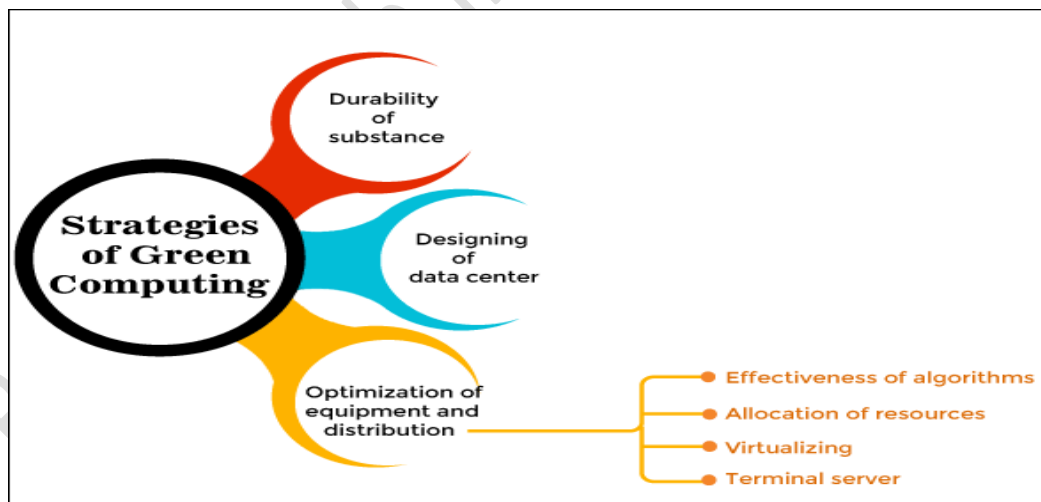 Durability
of
substance
Strategies
of Green
Computing
Designing
of
data center
Optimization of
equipment and
distribution
Effectiveness of algorithms
Allocation of resources
Virtualizing
Terminal server